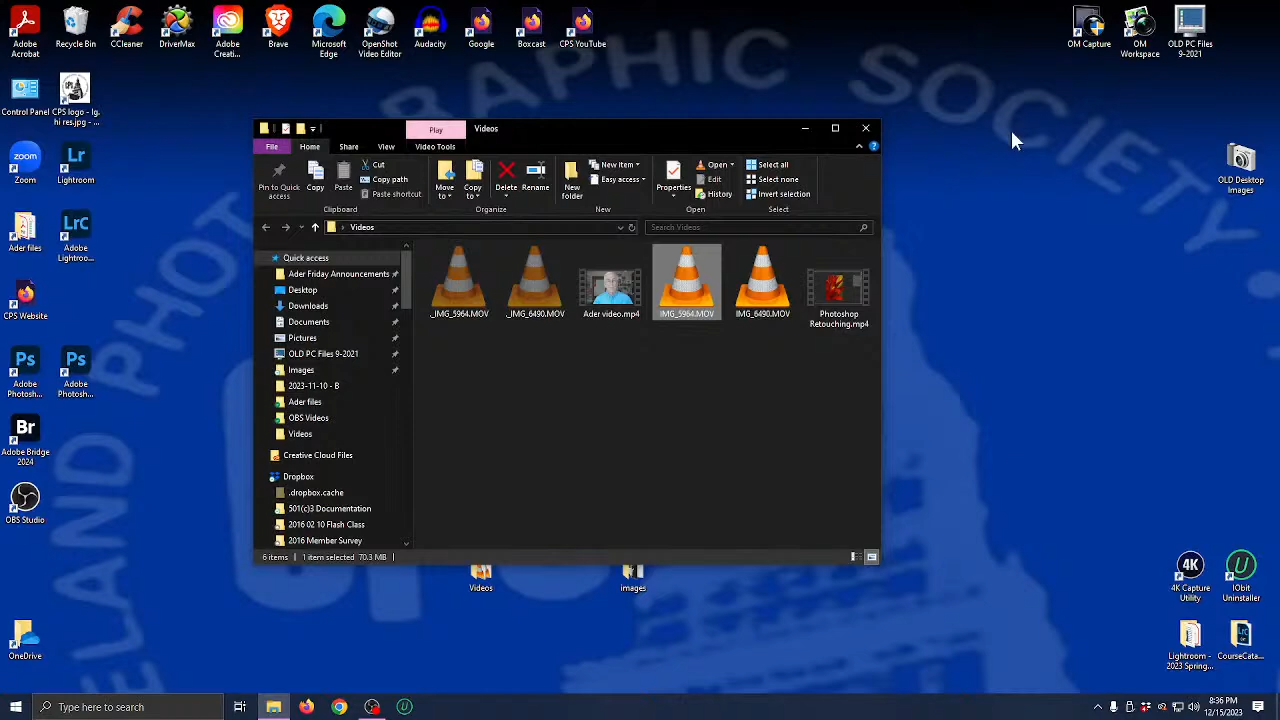 Adobe Acrobat
Recycle Bin
CCleaner
DriverMax
Adobe Creati...
Brave
Microsoft Edge
OpenShot Video Editor
Audacity
Google
Boxcast
CPS YouTube
OM Capture
OM Workspace
OLD PC Files 9-2021
Control Panel
CPS logo - lg hi res.jpg - ...
Zoom
Lightroom
OLD Desktop Images
Ader files
Adobe Lightroo...
CPS Website
Adobe Photosh...
Adobe Photosh...
Adobe Bridge 2024
OBS Studio
OneDrive
RAPHIC SOCIETY
PHOTO
ELAND
Play
Videos
File
Home
Share
View
Video Tools
Pin to Quick access
Copy
Paste
Cut
Copy path
Paste shortcut
Clipboard
Move to
Copy to
Delete
Rename
Organize
New folder
New item
Easy access
New
Properties
Open
Edit
History
Open
Select all
Select none
Invert selection
Select
Videos
Search Videos
Quick access
Ader Friday Announcements
Desktop
Downloads
Documents
Pictures
OLD PC Files 9-2021
Images
2023-11-10 - B
Ader files
OBS Videos
Videos
Creative Cloud Files
Dropbox
.dropbox.cache
501(c)3 Documentation
2016 02 10 Flash Class
2016 Member Survey
._IMG_5964.MOV
._IMG_6490.MOV
Ader video.mp4
IMG_5964.MOV
IMG_6490.MOV
Photoshop Retouching.mp4
6 items
1 item selected 70.3 MB
Videos
images
4K Capture Utility
IObit Uninstaller
Lightroom - 2023 Spring...
CourseCata...
Type here to search
8:36 PM
12/15/2023